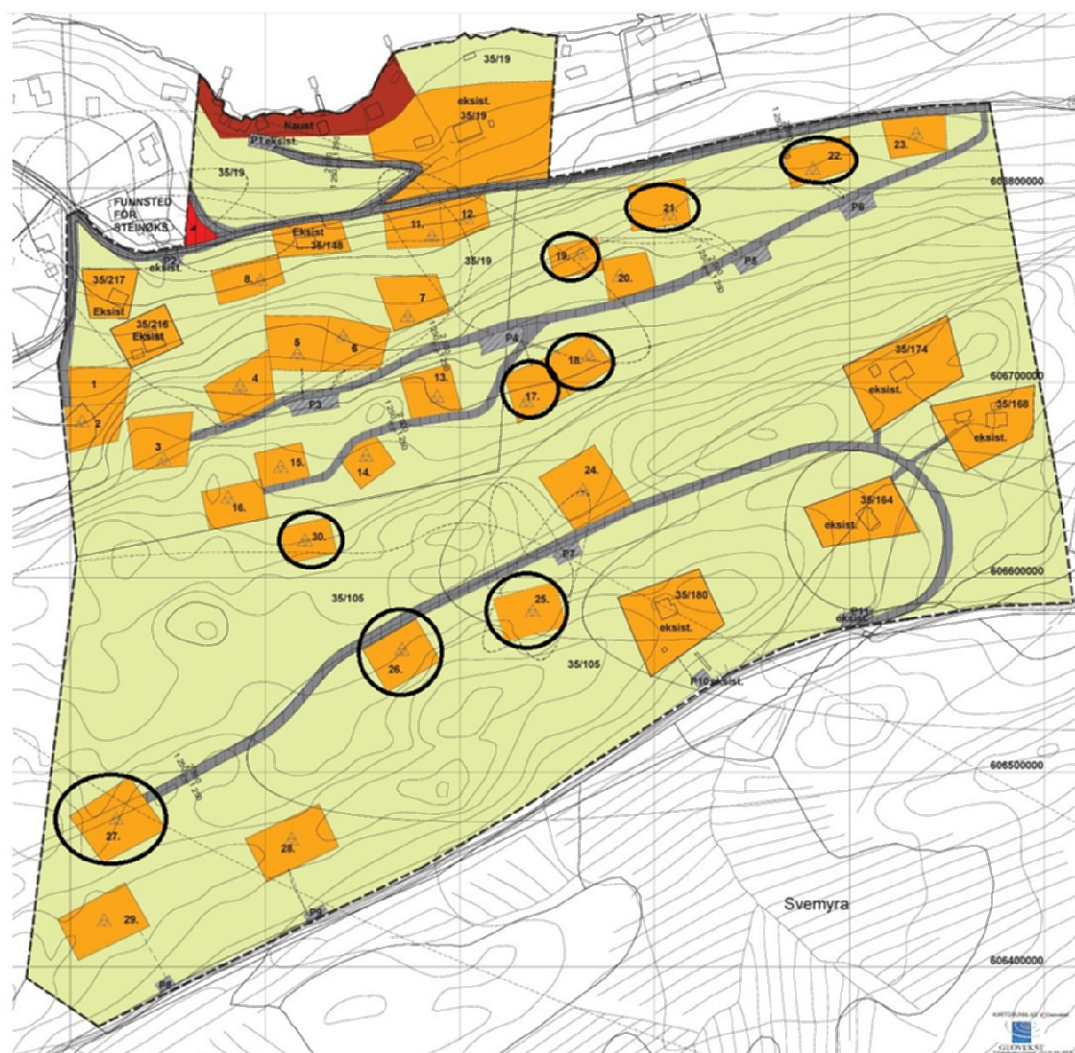 35/19
eksist.
35/19
Naust
P1 eksist.
35/19
FUNNSTED
FOR
STEINØKS
P2
eksist.
Eksist
35/148
11.
12.
22.
23.
608800000
P6
21.
35/19
19.
20.
P5
35/217
Eksist
8.
7
35/216
Eksist
5
6
P4
18.
35/174
eksist.
606700000
1
4
13.
17.
35/168
eksist.
2
P3
3
15.
14.
24.
16.
35/164
eksist.
30.
P7
606600000
35/105
25.
35/180
eksist.
P11
eksist.
26.
35/105
P10 eksist.
606500000
27.
28.
Svemyra
29.
P9
606400000
P8
GEOVEKST